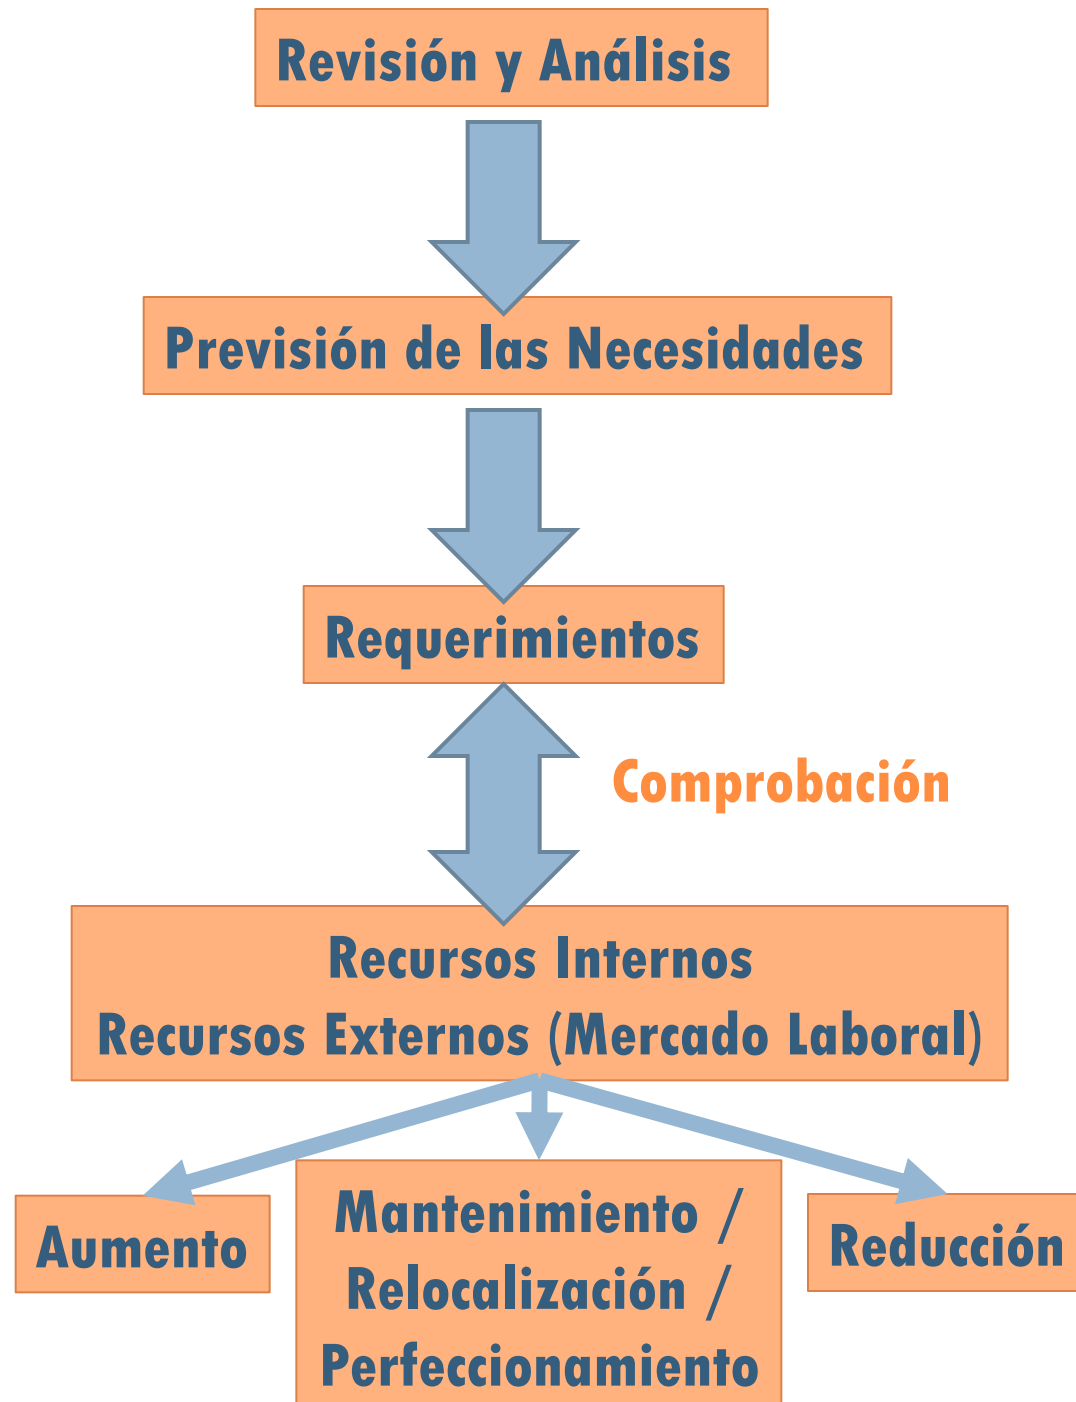 Revisión y Análisis
Previsión de las Necesidades
Requerimientos
Comprobación
Recursos Internos
Recursos Externos (Mercado Laboral)
Aumento
Mantenimiento /
Relocalización /
Perfeccionamiento
Reducción